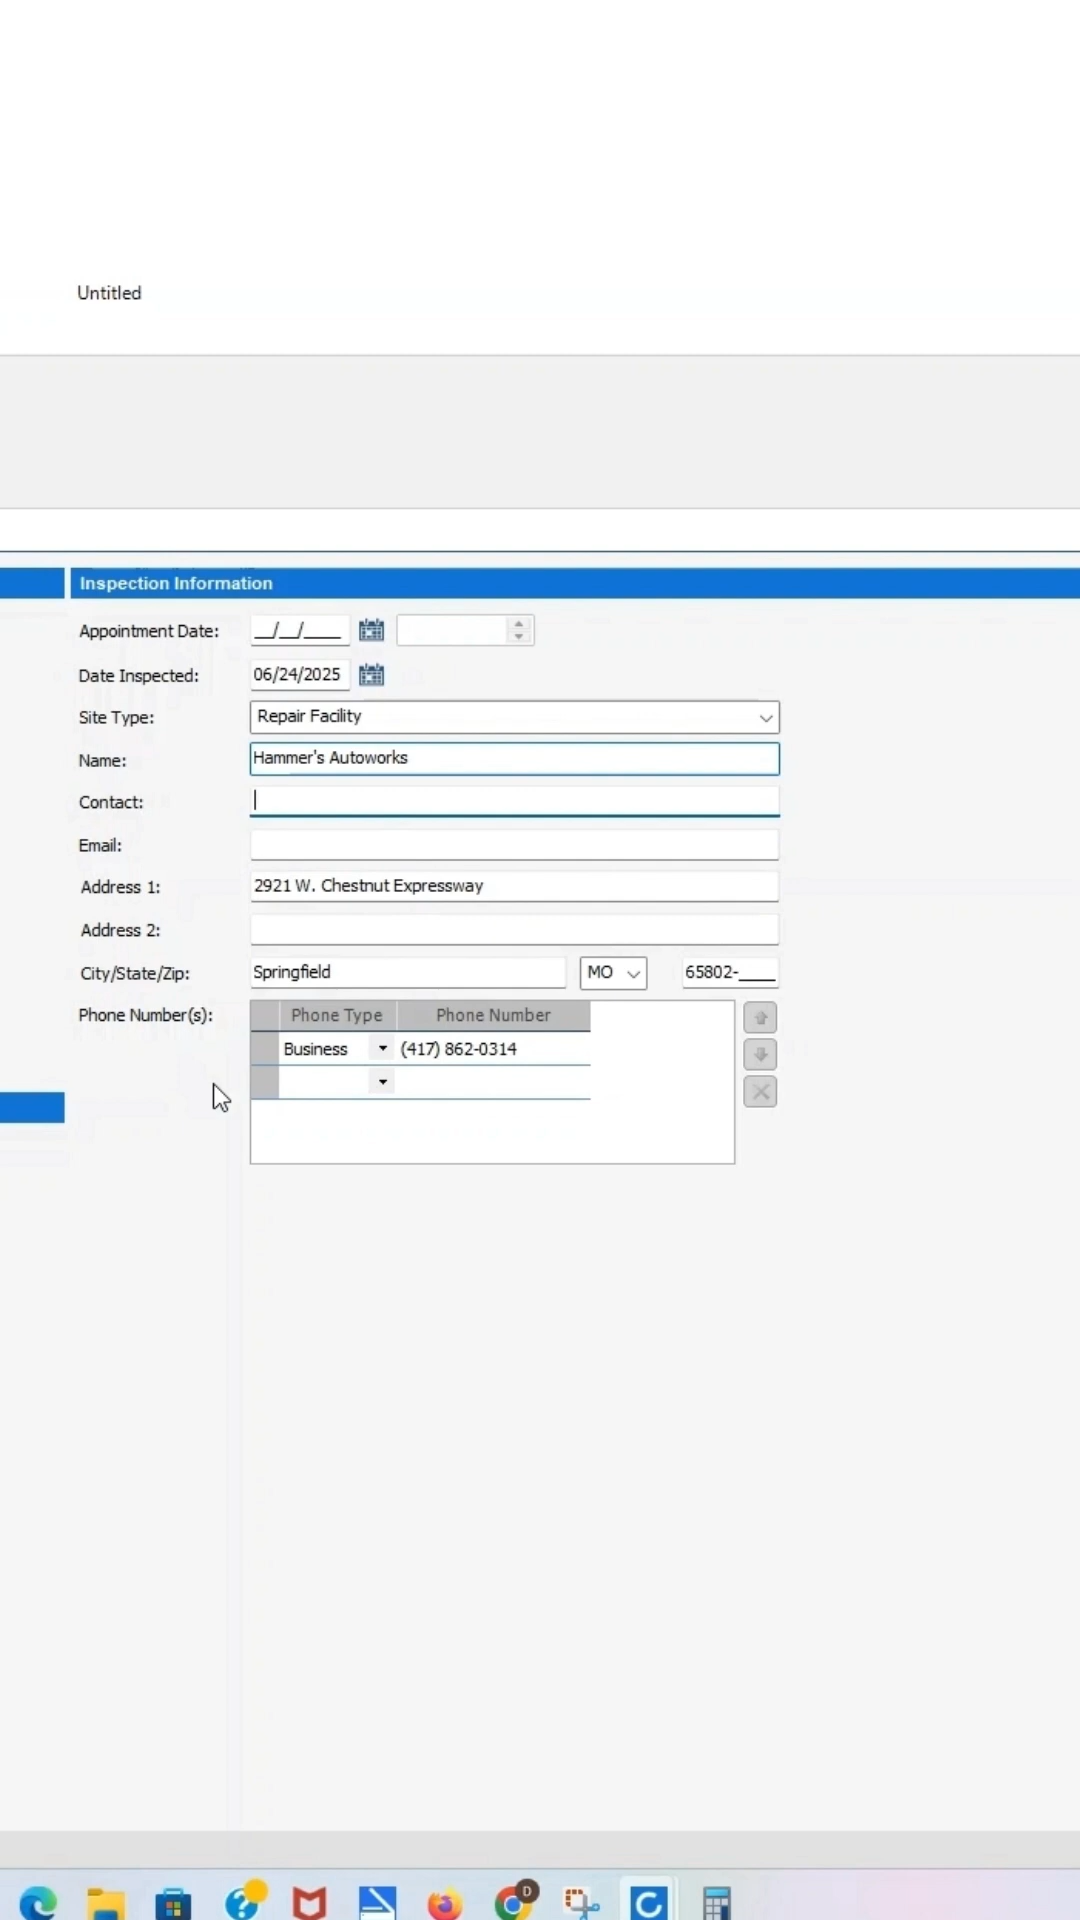 Untitled
Inspection Information
Appointment Date: __/__/____
Date Inspected: 06/24/2025
Site Type: Repair Facility
Name: Hammer's Autoworks
Contact:
Email:
Address 1: 2921 W. Chestnut Expressway
Address 2:
City/State/Zip: Springfield MO 65802-____
Phone Number(s): Phone Type Phone Number
Business (417) 862-0314
D